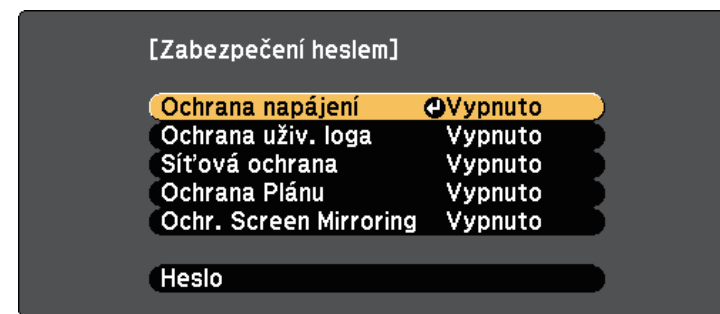 [Zabezpečení heslem]
Ochrana napájení Vypnuto
Ochrana uživ. loga Vypnuto
Síťová ochrana Vypnuto
Ochrana Plánu Vypnuto
Ochr. Screen Mirroring Vypnuto
Heslo